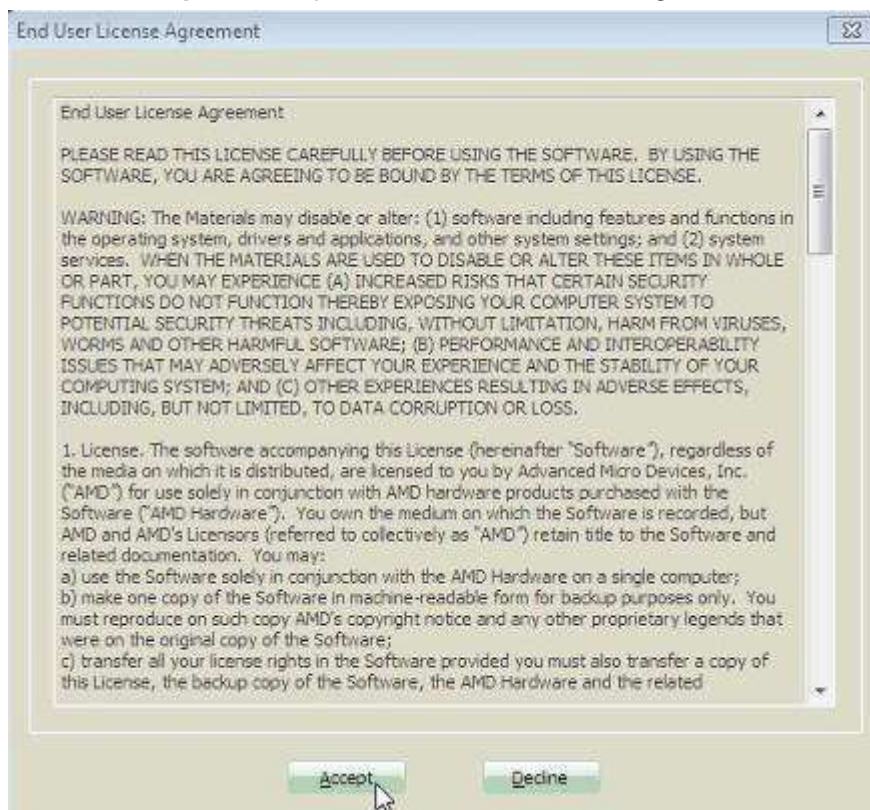 End User License Agreement
End User License Agreement
PLEASE READ THIS LICENSE CAREFULLY BEFORE USING THE SOFTWARE. BY USING THE
SOFTWARE, YOU ARE AGREEING TO BE BOUND BY THE TERMS OF THIS LICENSE.
WARNING: The Materials may disable or alter: (1) software including features and functions in
the operating system, drivers and applications, and other system settings; and (2) system
services. WHEN THE MATERIALS ARE USED TO DISABLE OR ALTER THESE ITEMS IN WHOLE
OR PART, YOU MAY EXPERIENCE (A) INCREASED RISKS THAT CERTAIN SECURITY
FUNCTIONS DO NOT FUNCTION THEREBY EXPOSING YOUR COMPUTER SYSTEM TO
POTENTIAL SECURITY THREATS INCLUDING, WITHOUT LIMITATION, HARM FROM VIRUSES,
WORMS AND OTHER HARMFUL SOFTWARE; (B) PERFORMANCE AND INTEROPERABILITY
ISSUES THAT MAY ADVERSELY AFFECT YOUR EXPERIENCE AND THE STABILITY OF YOUR
COMPUTING SYSTEM; AND (C) OTHER EXPERIENCES RESULTING IN ADVERSE EFFECTS,
INCLUDING, BUT NOT LIMITED, TO DATA CORRUPTION OR LOSS.
1. License. The software accompanying this License (hereinafter "Software"), regardless of
the media on which it is distributed, are licensed to you by Advanced Micro Devices, Inc.
("AMD") for use solely in conjunction with AMD hardware products purchased with the
Software ("AMD Hardware"). You own the medium on which the Software is recorded, but
AMD and AMD's Licensors (referred to collectively as "AMD") retain title to the Software and
related documentation. You may:
a) use the Software solely in conjunction with the AMD Hardware on a single computer;
b) make one copy of the Software in machine-readable form for backup purposes only. You
must reproduce on such copy AMD's copyright notice and any other proprietary legends that
were on the original copy of the Software;
c) transfer all your license rights in the Software provided you must also transfer a copy of
this License, the backup copy of the Software, the AMD Hardware and the related
Accept Decline